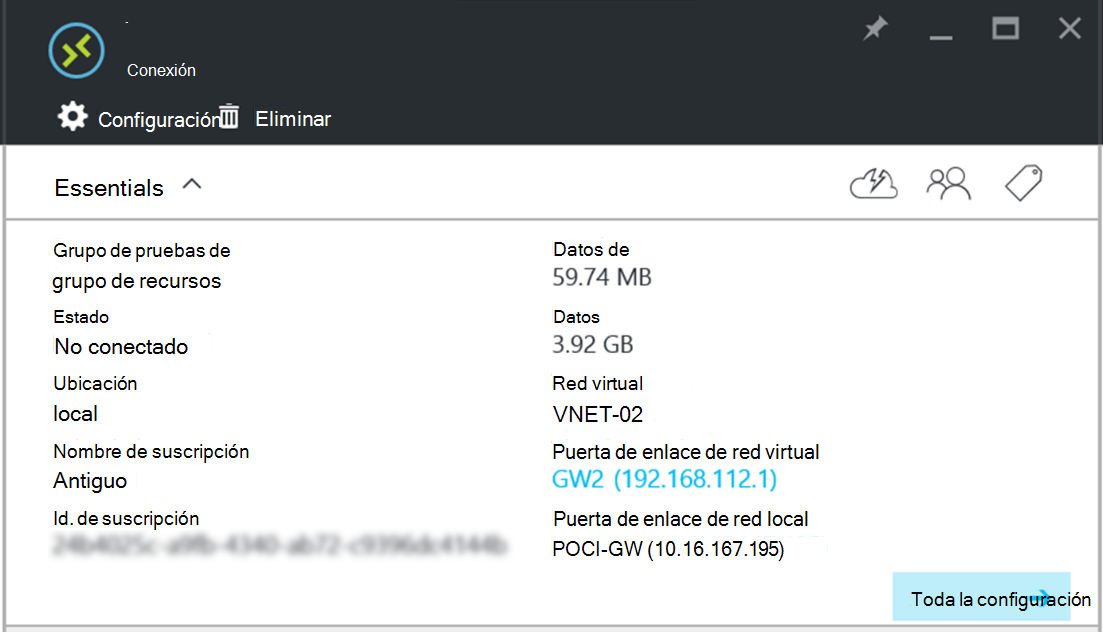 Conexión
Configuración
Eliminar
Essentials
Grupo de pruebas de
grupo de recursos
Estado
No conectado
Ubicación
local
Nombre de suscripción
Antiguo
Id. de suscripción
Datos de
59.74 MB
Datos
3.92 GB
Red virtual
VNET-02
Puerta de enlace de red virtual
GW2 (192.168.112.1)
Puerta de enlace de red local
POCI-GW (10.16.167.195)
Toda la configuración